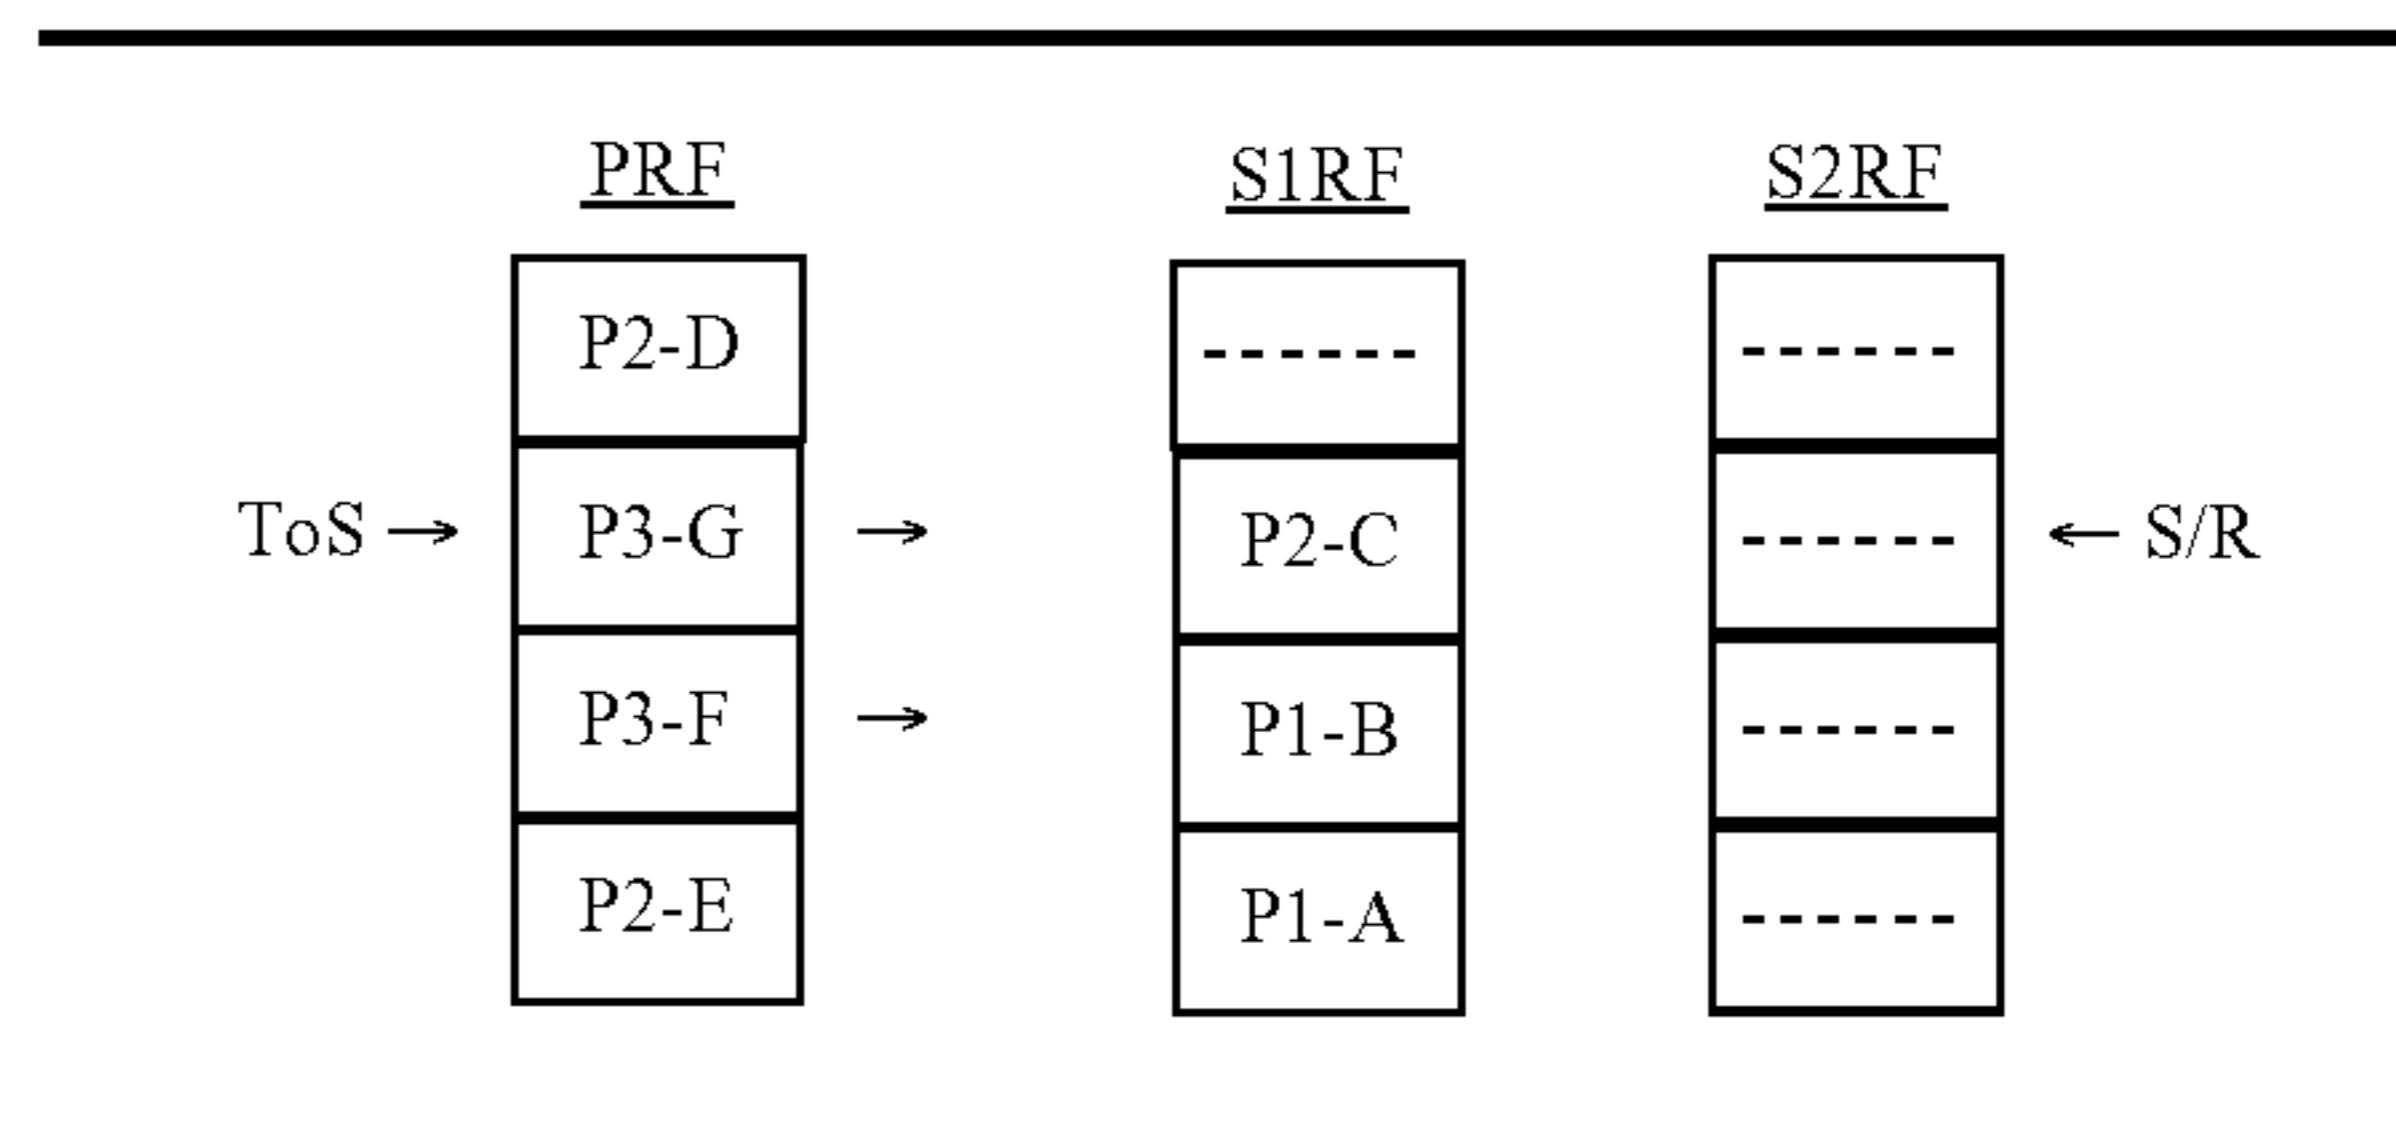 PRF S1RF S2RF
P2-D ------ ------
ToS → P3-G → P2-C ------ ← S/R
P3-F → P1-B ------
P2-E P1-A ------